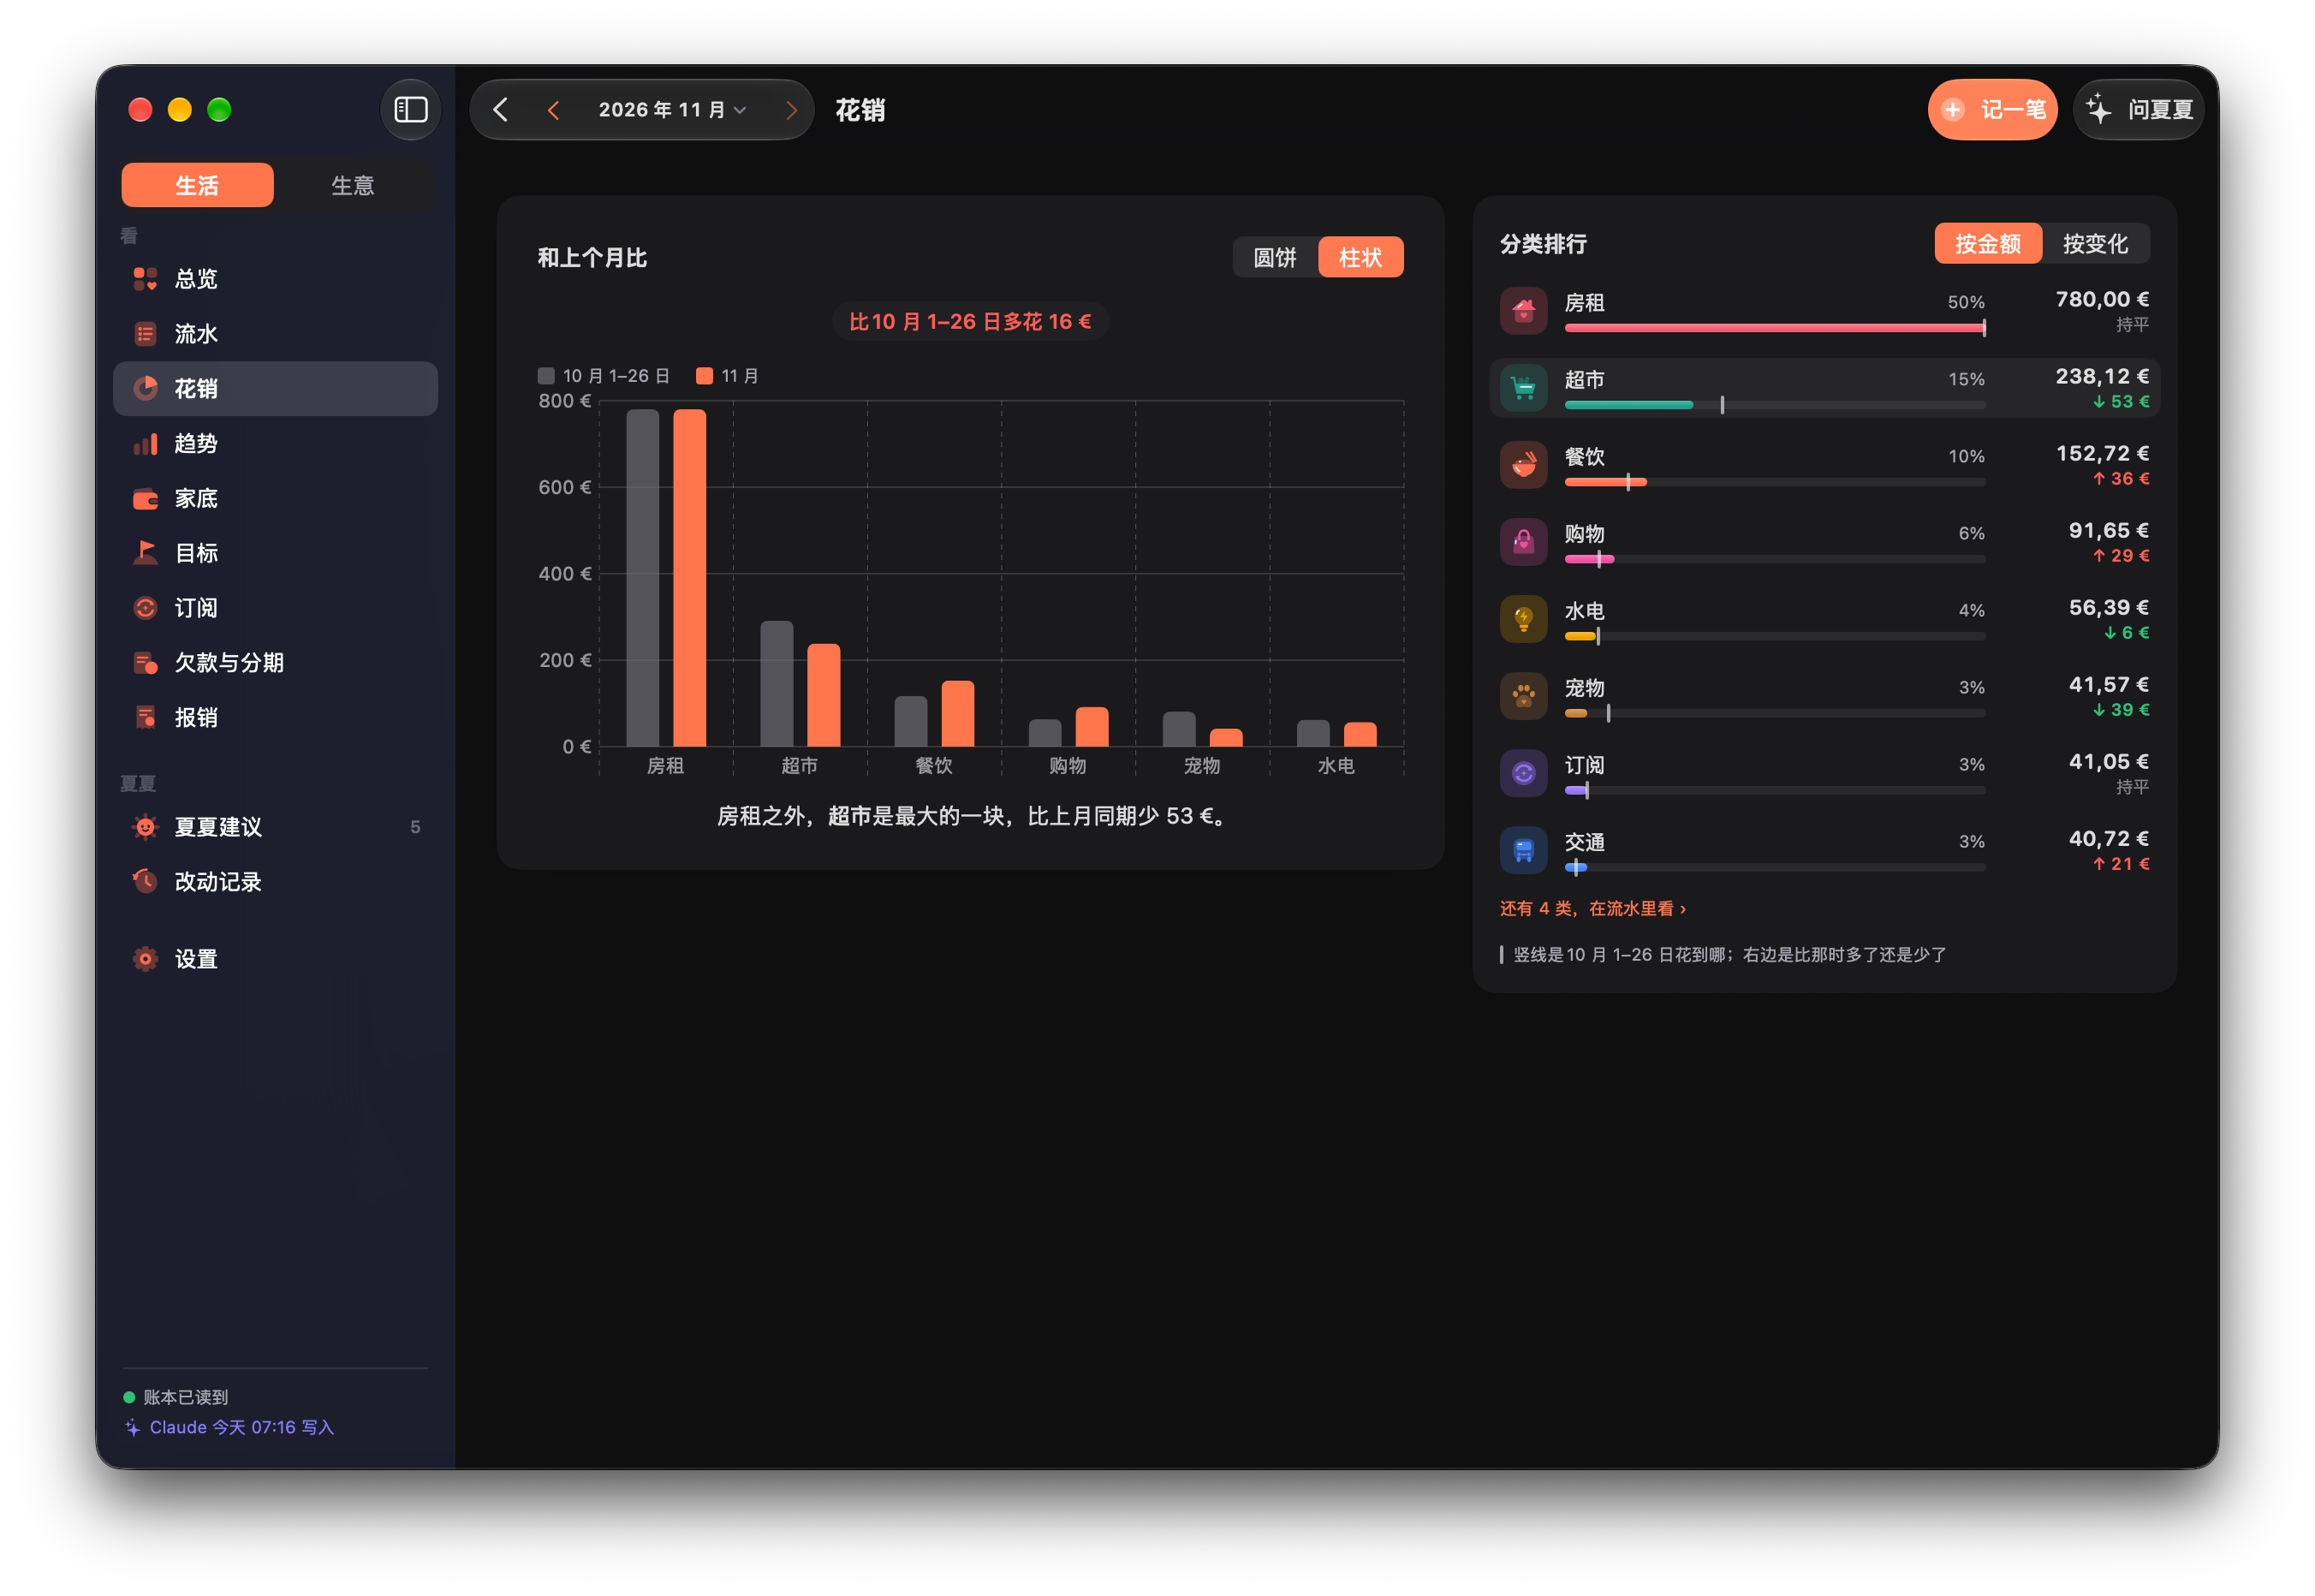 2026 年 11 月
花销
记一笔
问夏夏
生活
生意
看
总览
流水
花销
趋势
家底
目标
订阅
欠款与分期
报销
夏夏
夏夏建议
5
改动记录
设置
账本已读到
Claude 今天 07:16 写入
和上个月比
圆饼
柱状
比10 月 1–26 日多花 16 €
10 月 1–26 日
11 月
800 €
600 €
400 €
200 €
0 €
房租
超市
餐饮
购物
宠物
水电
房租之外，超市是最大的一块，比上月同期少 53 €。
分类排行
按金额
按变化
房租
50%
780,00 €
持平
超市
15%
238,12 €
↓ 53 €
餐饮
10%
152,72 €
↑ 36 €
购物
6%
91,65 €
↑ 29 €
水电
4%
56,39 €
↓ 6 €
宠物
3%
41,57 €
↓ 39 €
订阅
3%
41,05 €
持平
交通
3%
40,72 €
↑ 21 €
还有 4 类，在流水里看 ›
竖线是10 月 1–26 日花到哪；右边是比那时多了还是少了